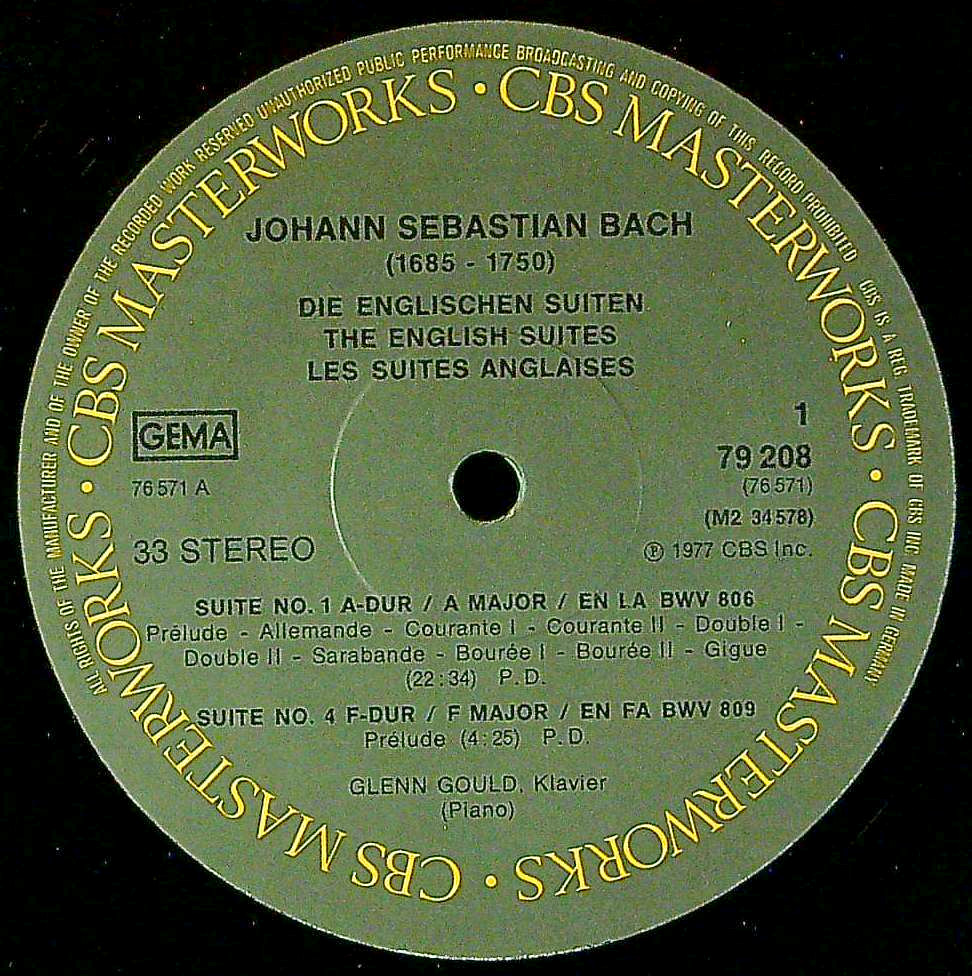 ALL RIGHTS OF THE MANUFACTURER AND OF THE OWNER OF THE RECORDED WORK RESERVED UNAUTHORIZED PUBLIC PERFORMANCE BROADCASTING AND COPYING OF THIS RECORD PROHIBITED CBS IS A REG. TRADEMARK OF CBS INC. MADE IN GERMANY
CBS MASTERWORKS · CBS MASTERWORKS · CBS MASTERWORKS · CBS MASTERWORKS ·
JOHANN SEBASTIAN BACH
(1685 - 1750)
DIE ENGLISCHEN SUITEN
THE ENGLISH SUITES
LES SUITES ANGLAISES
GEMA
76 571 A
33 STEREO
1
79 208
(76 571)
(M2 34 578)
℗ 1977 CBS Inc.
SUITE NO. 1 A-DUR / A MAJOR / EN LA BWV 806
Prélude - Allemande - Courante I - Courante II - Double I -
Double II - Sarabande - Bourée I - Bourée II - Gigue
(22:34) P.D.
SUITE NO. 4 F-DUR / F MAJOR / EN FA BWV 809
Prélude (4:25) P.D.
GLENN GOULD, Klavier
(Piano)